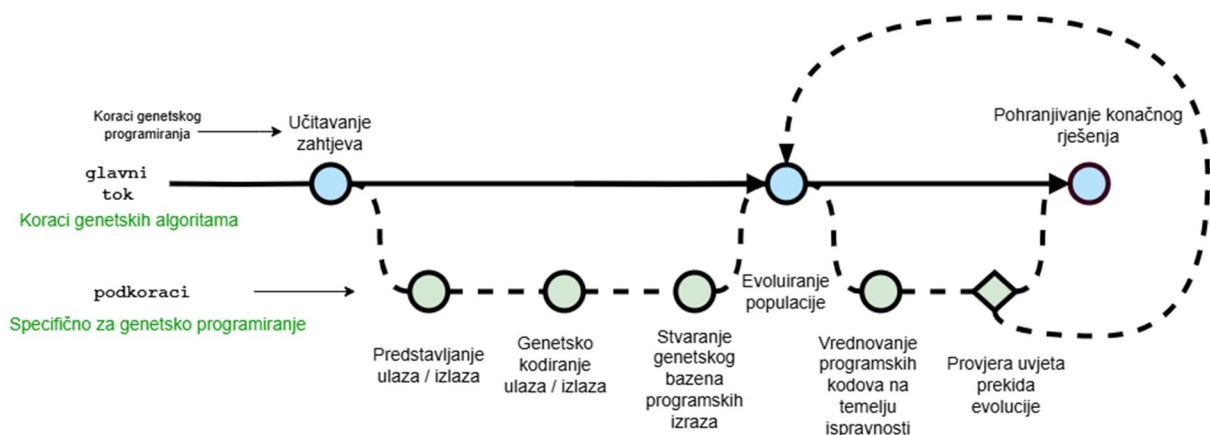 Koraci genetskog
programiranja
Učitavanje
zahtjeva
Pohranjivanje konačnog
rješenja
glavni
tok
Koraci genetskih algoritama
podkoraci
Specifično za genetsko programiranje
Predstavljanje
ulaza / izlaza
Genetsko
kodiranje
ulaza / izlaza
Stvaranje
genetskog
bazena
programskih
izraza
Evoluiranje
populacije
Vrednovanje
programskih
kodova na
temelju
ispravnosti
Provjera uvjeta
prekida
evolucije